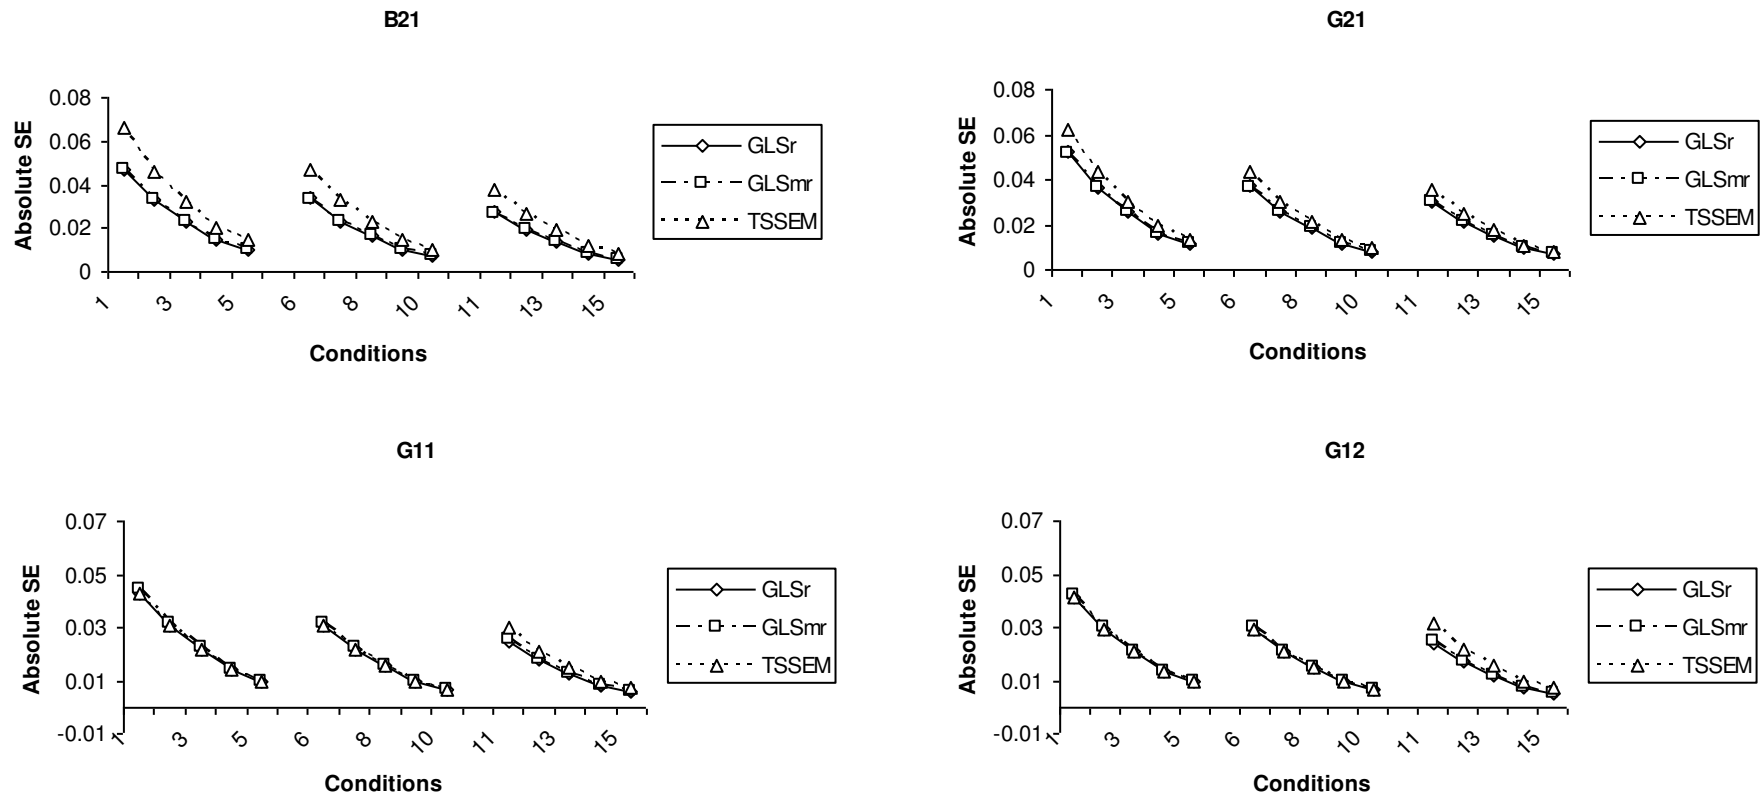 B21
Absolute SE
0.08
0.06
0.04
0.02
0
1
3
5
6
8
10
11
13
15
Conditions
GLSr
GLSmr
TSSEM
G21
Absolute SE
0.08
0.06
0.04
0.02
0
1
3
5
6
8
10
11
13
15
Conditions
GLSr
GLSmr
TSSEM
G11
Absolute SE
0.07
0.05
0.03
0.01
-0.01
1
3
5
6
8
10
11
13
15
Conditions
GLSr
GLSmr
TSSEM
G12
Absolute SE
0.07
0.05
0.03
0.01
-0.01
1
3
5
6
8
10
11
13
15
Conditions
GLSr
GLSmr
TSSEM